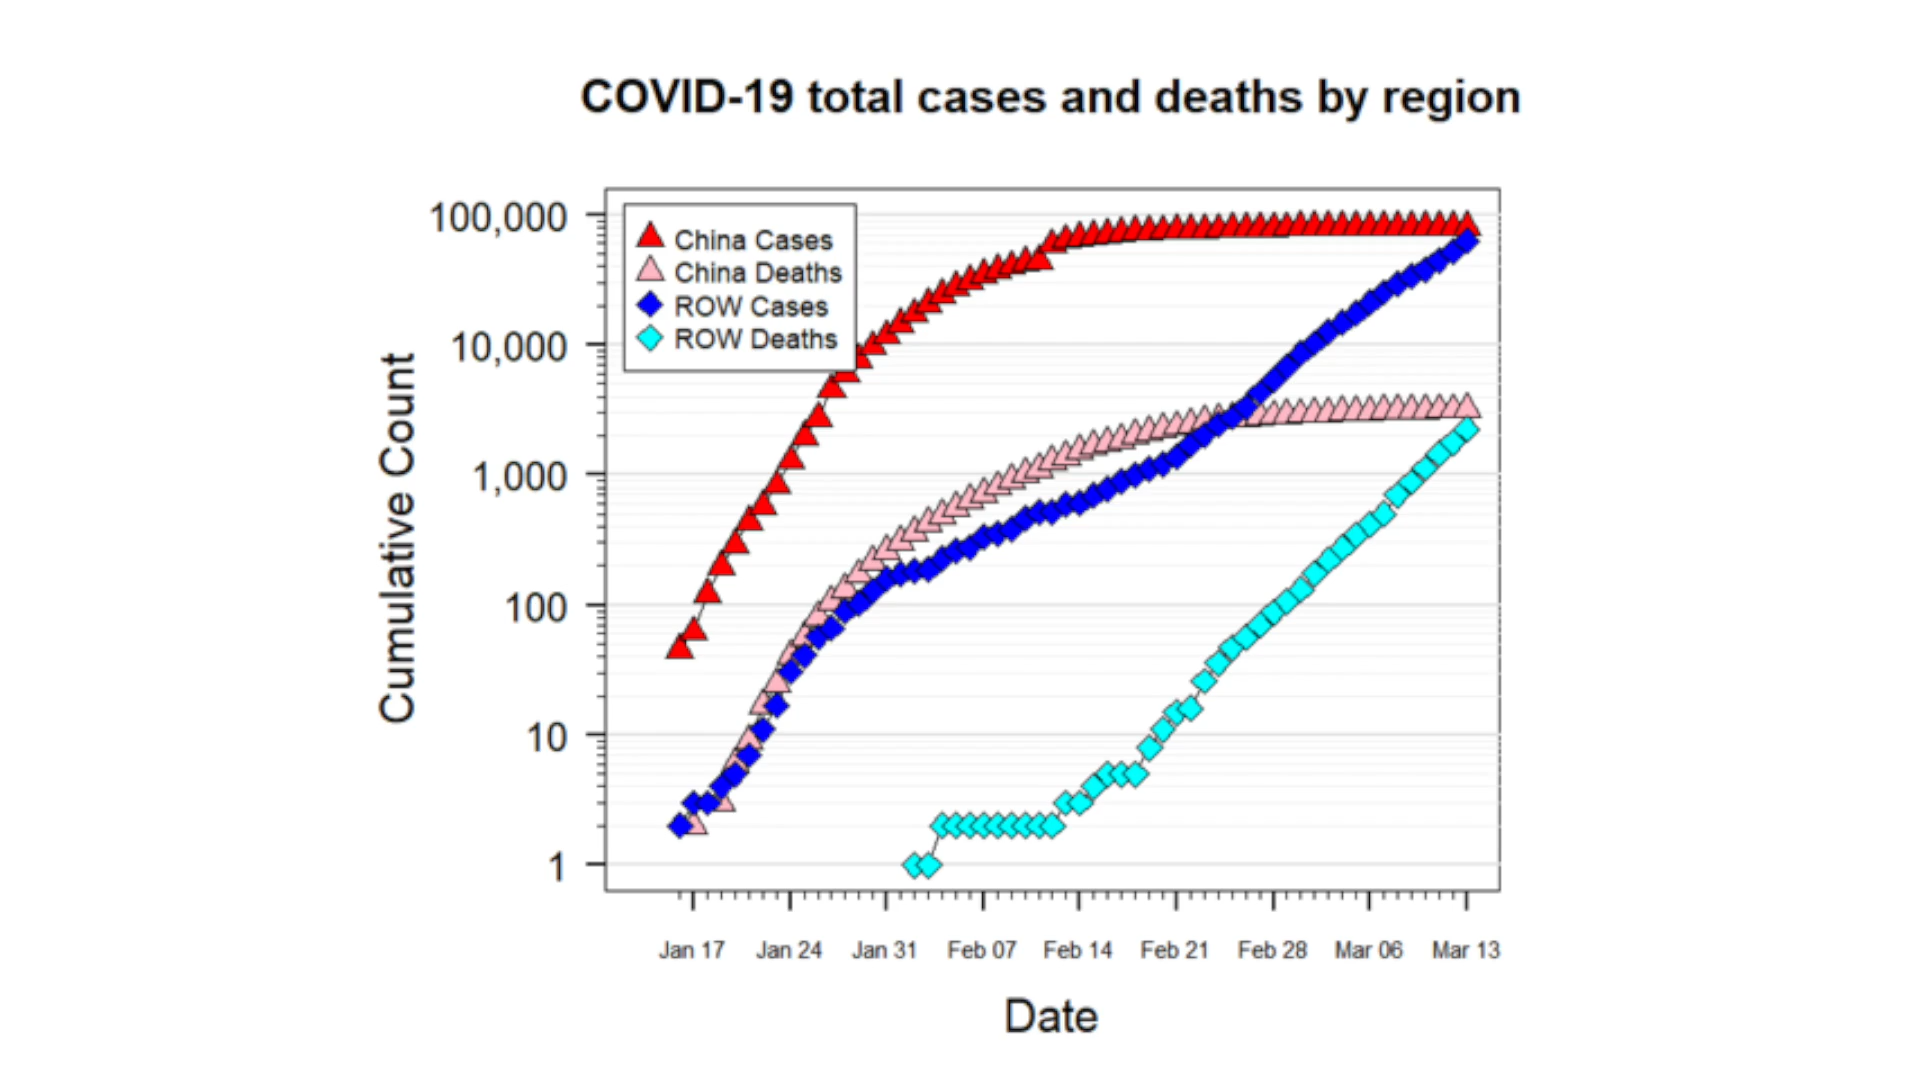 COVID-19 total cases and deaths by region
Cumulative Count
100,000
10,000
1,000
100
10
1
China Cases
China Deaths
ROW Cases
ROW Deaths
Jan 17 Jan 24 Jan 31 Feb 07 Feb 14 Feb 21 Feb 28 Mar 06 Mar 13
Date